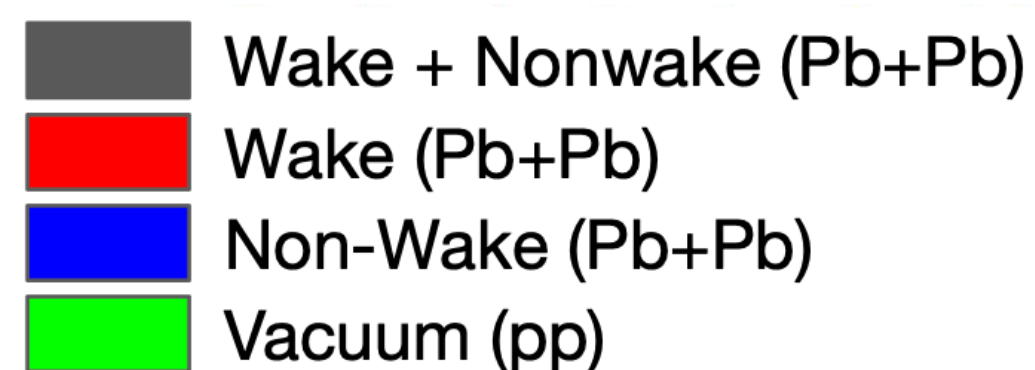 Wake + Nonwake (Pb+Pb)
Wake (Pb+Pb)
Non-Wake (Pb+Pb)
Vacuum (pp)